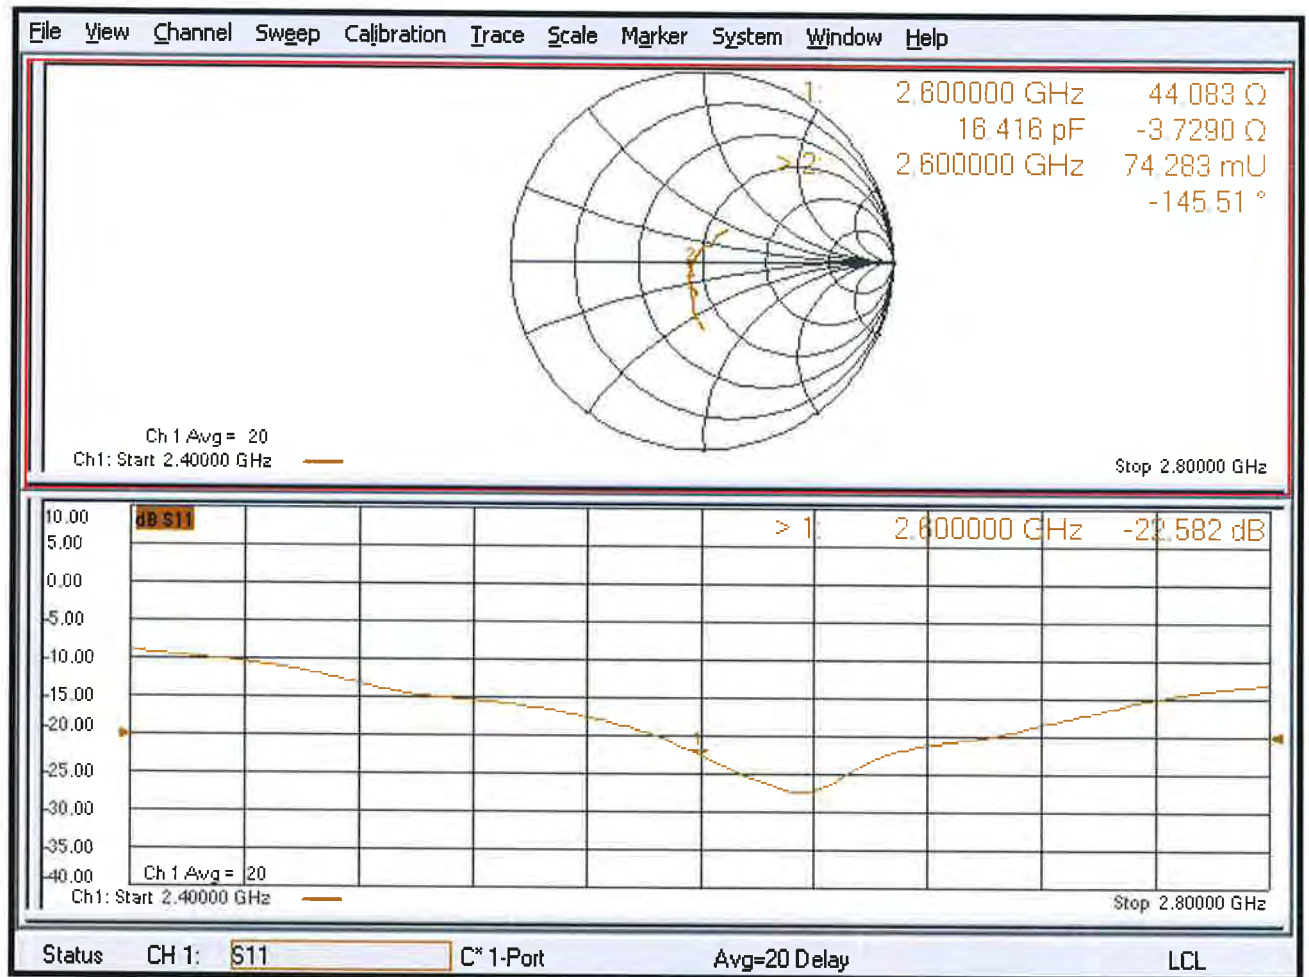 File View Channel Sweep Calibration Trace Scale Marker System Window Help
1: 2.600000 GHz 44.083 Ω
16.416 pF -3.7290 Ω
> 2: 2.600000 GHz 74.283 mU
-145.51 °
2
Ch 1 Avg = 20
Ch1: Start 2.40000 GHz Stop 2.80000 GHz
10.00 dB S11 > 1: 2.600000 GHz -22.582 dB
5.00
0.00
-5.00
-10.00
-15.00
-20.00
1
-25.00
-30.00
-35.00
-40.00 Ch 1 Avg = 20
Ch1: Start 2.40000 GHz Stop 2.80000 GHz
Status CH 1: S11 C* 1-Port Avg=20 Delay LCL